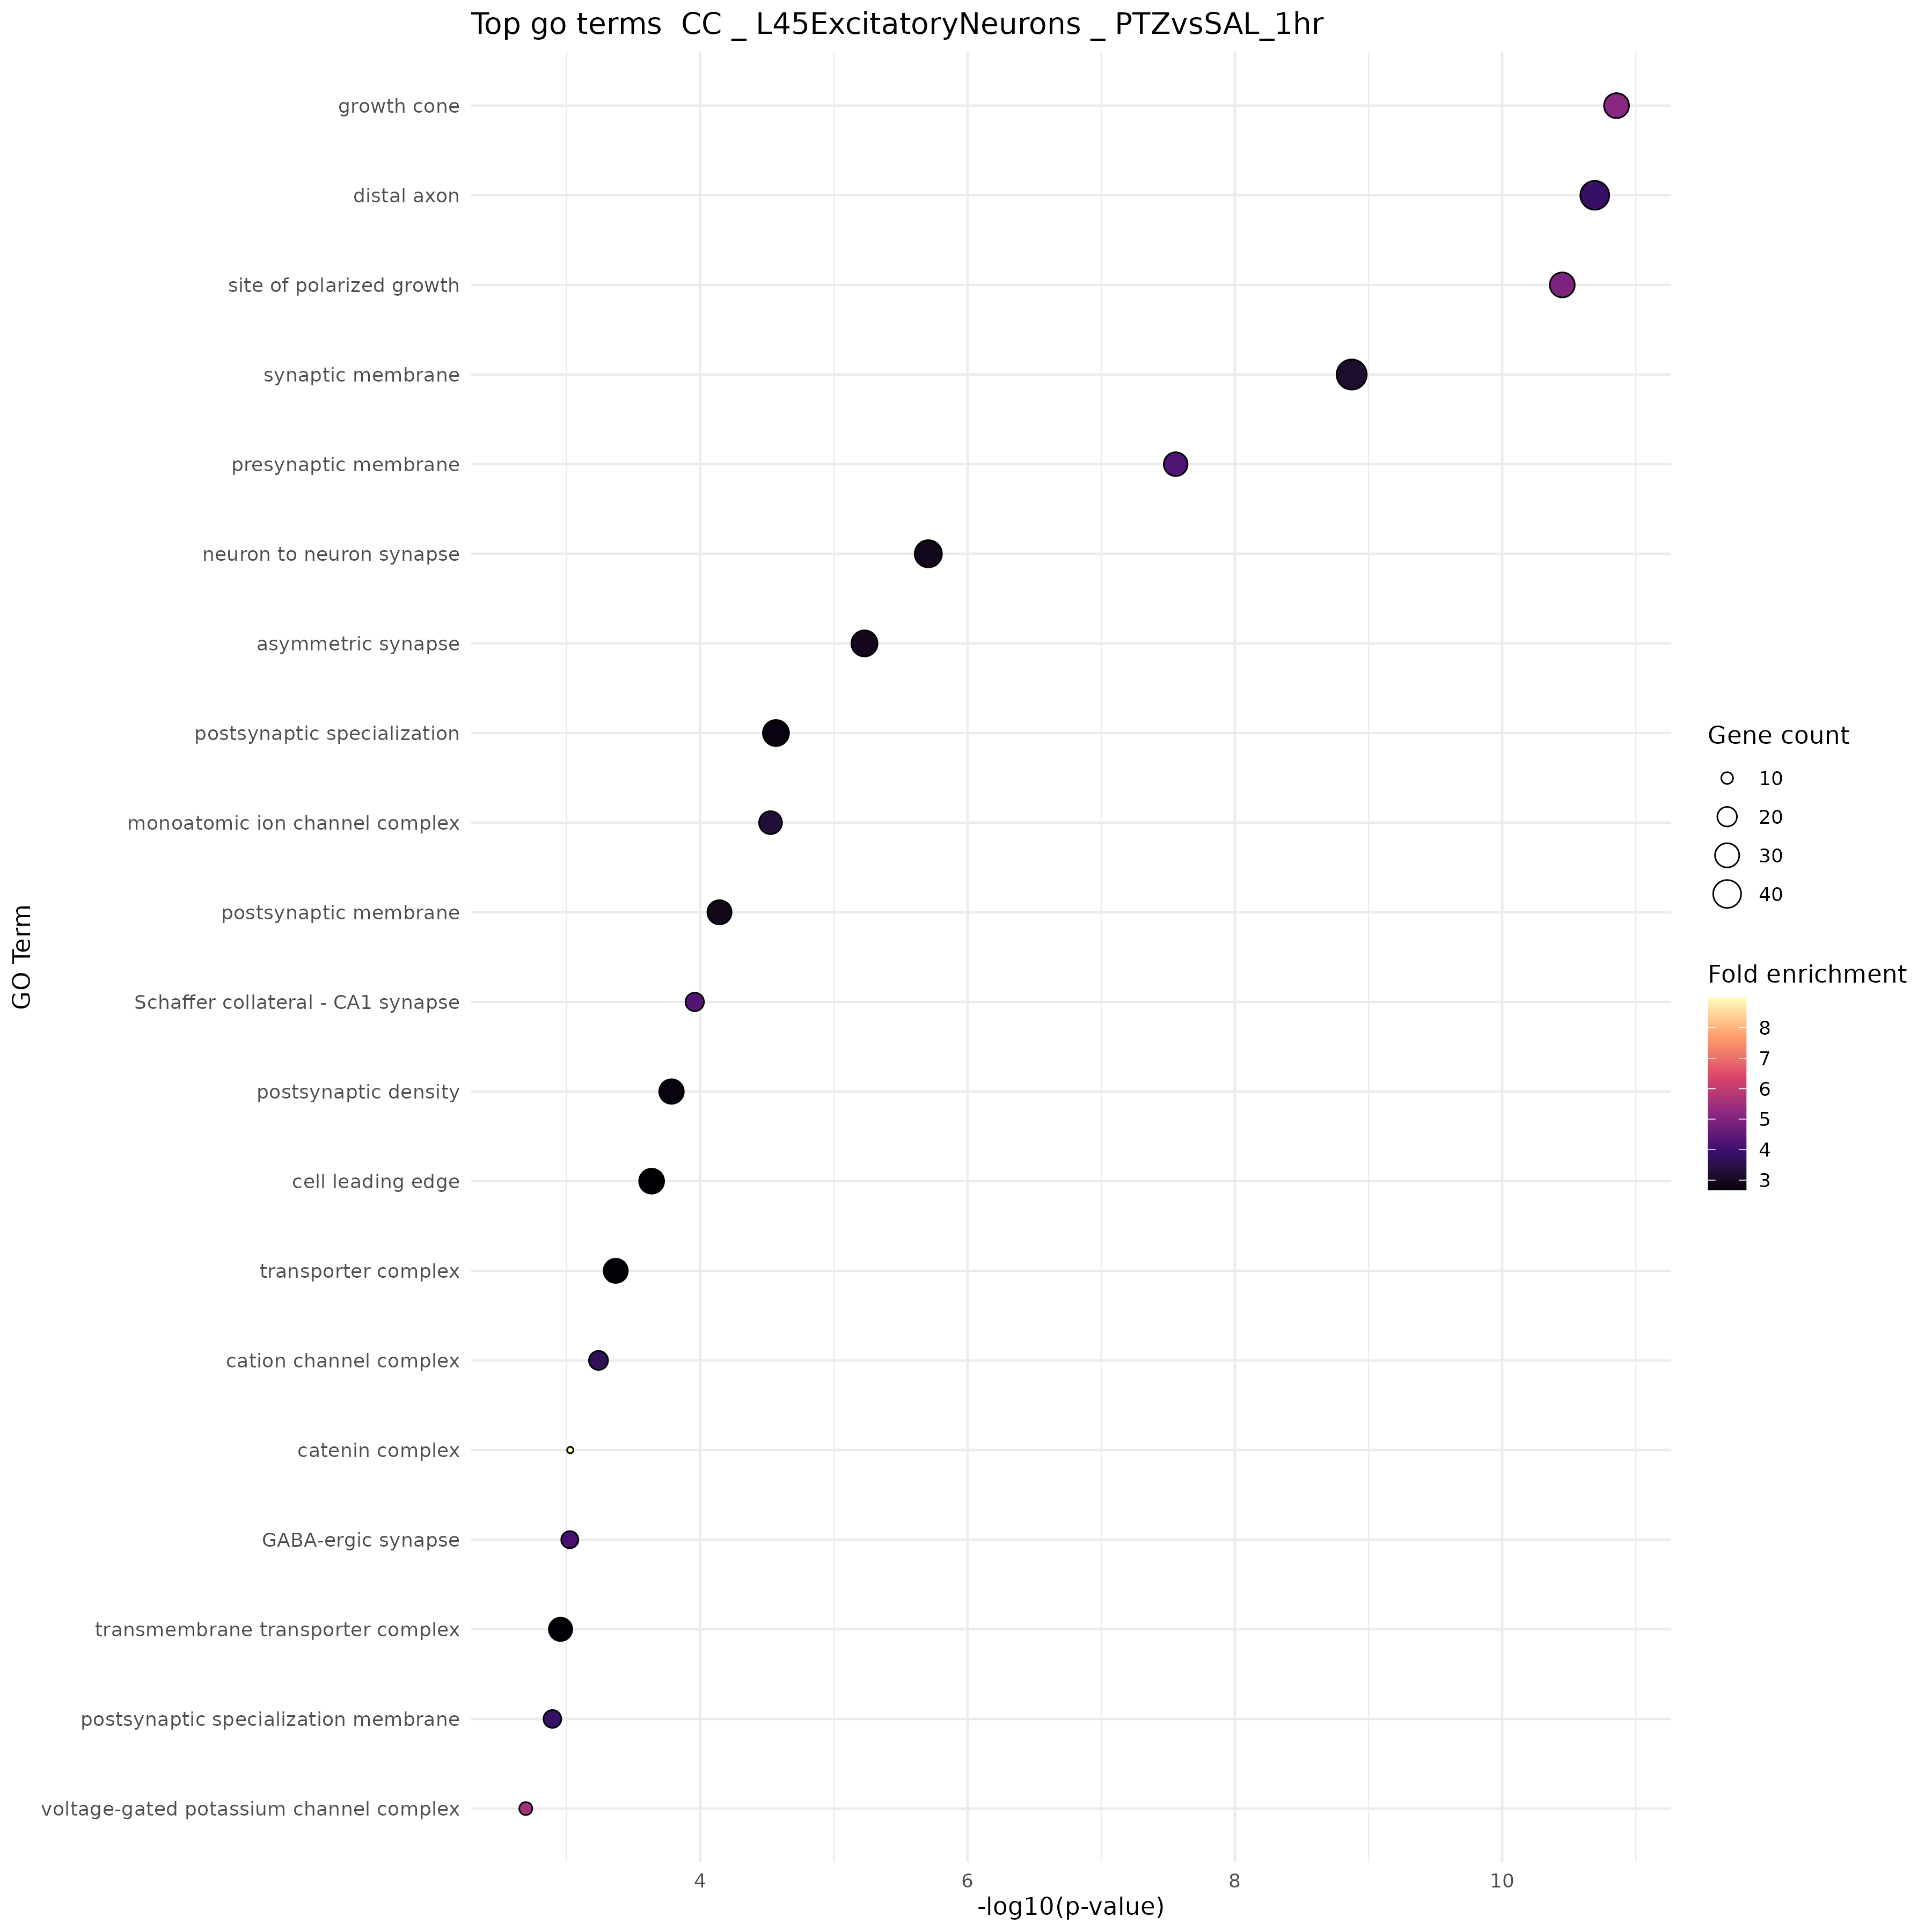 Top go terms  CC _ L45ExcitatoryNeurons _ PTZvsSAL_1hr
growth cone
distal axon
site of polarized growth
synaptic membrane
presynaptic membrane
neuron to neuron synapse
asymmetric synapse
postsynaptic specialization
monoatomic ion channel complex
postsynaptic membrane
Schaffer collateral - CA1 synapse
postsynaptic density
cell leading edge
transporter complex
cation channel complex
catenin complex
GABA-ergic synapse
transmembrane transporter complex
postsynaptic specialization membrane
voltage-gated potassium channel complex
GO Term
4 6 8 10
-log10(p-value)
Gene count
10
20
30
40
Fold enrichment
8
7
6
5
4
3